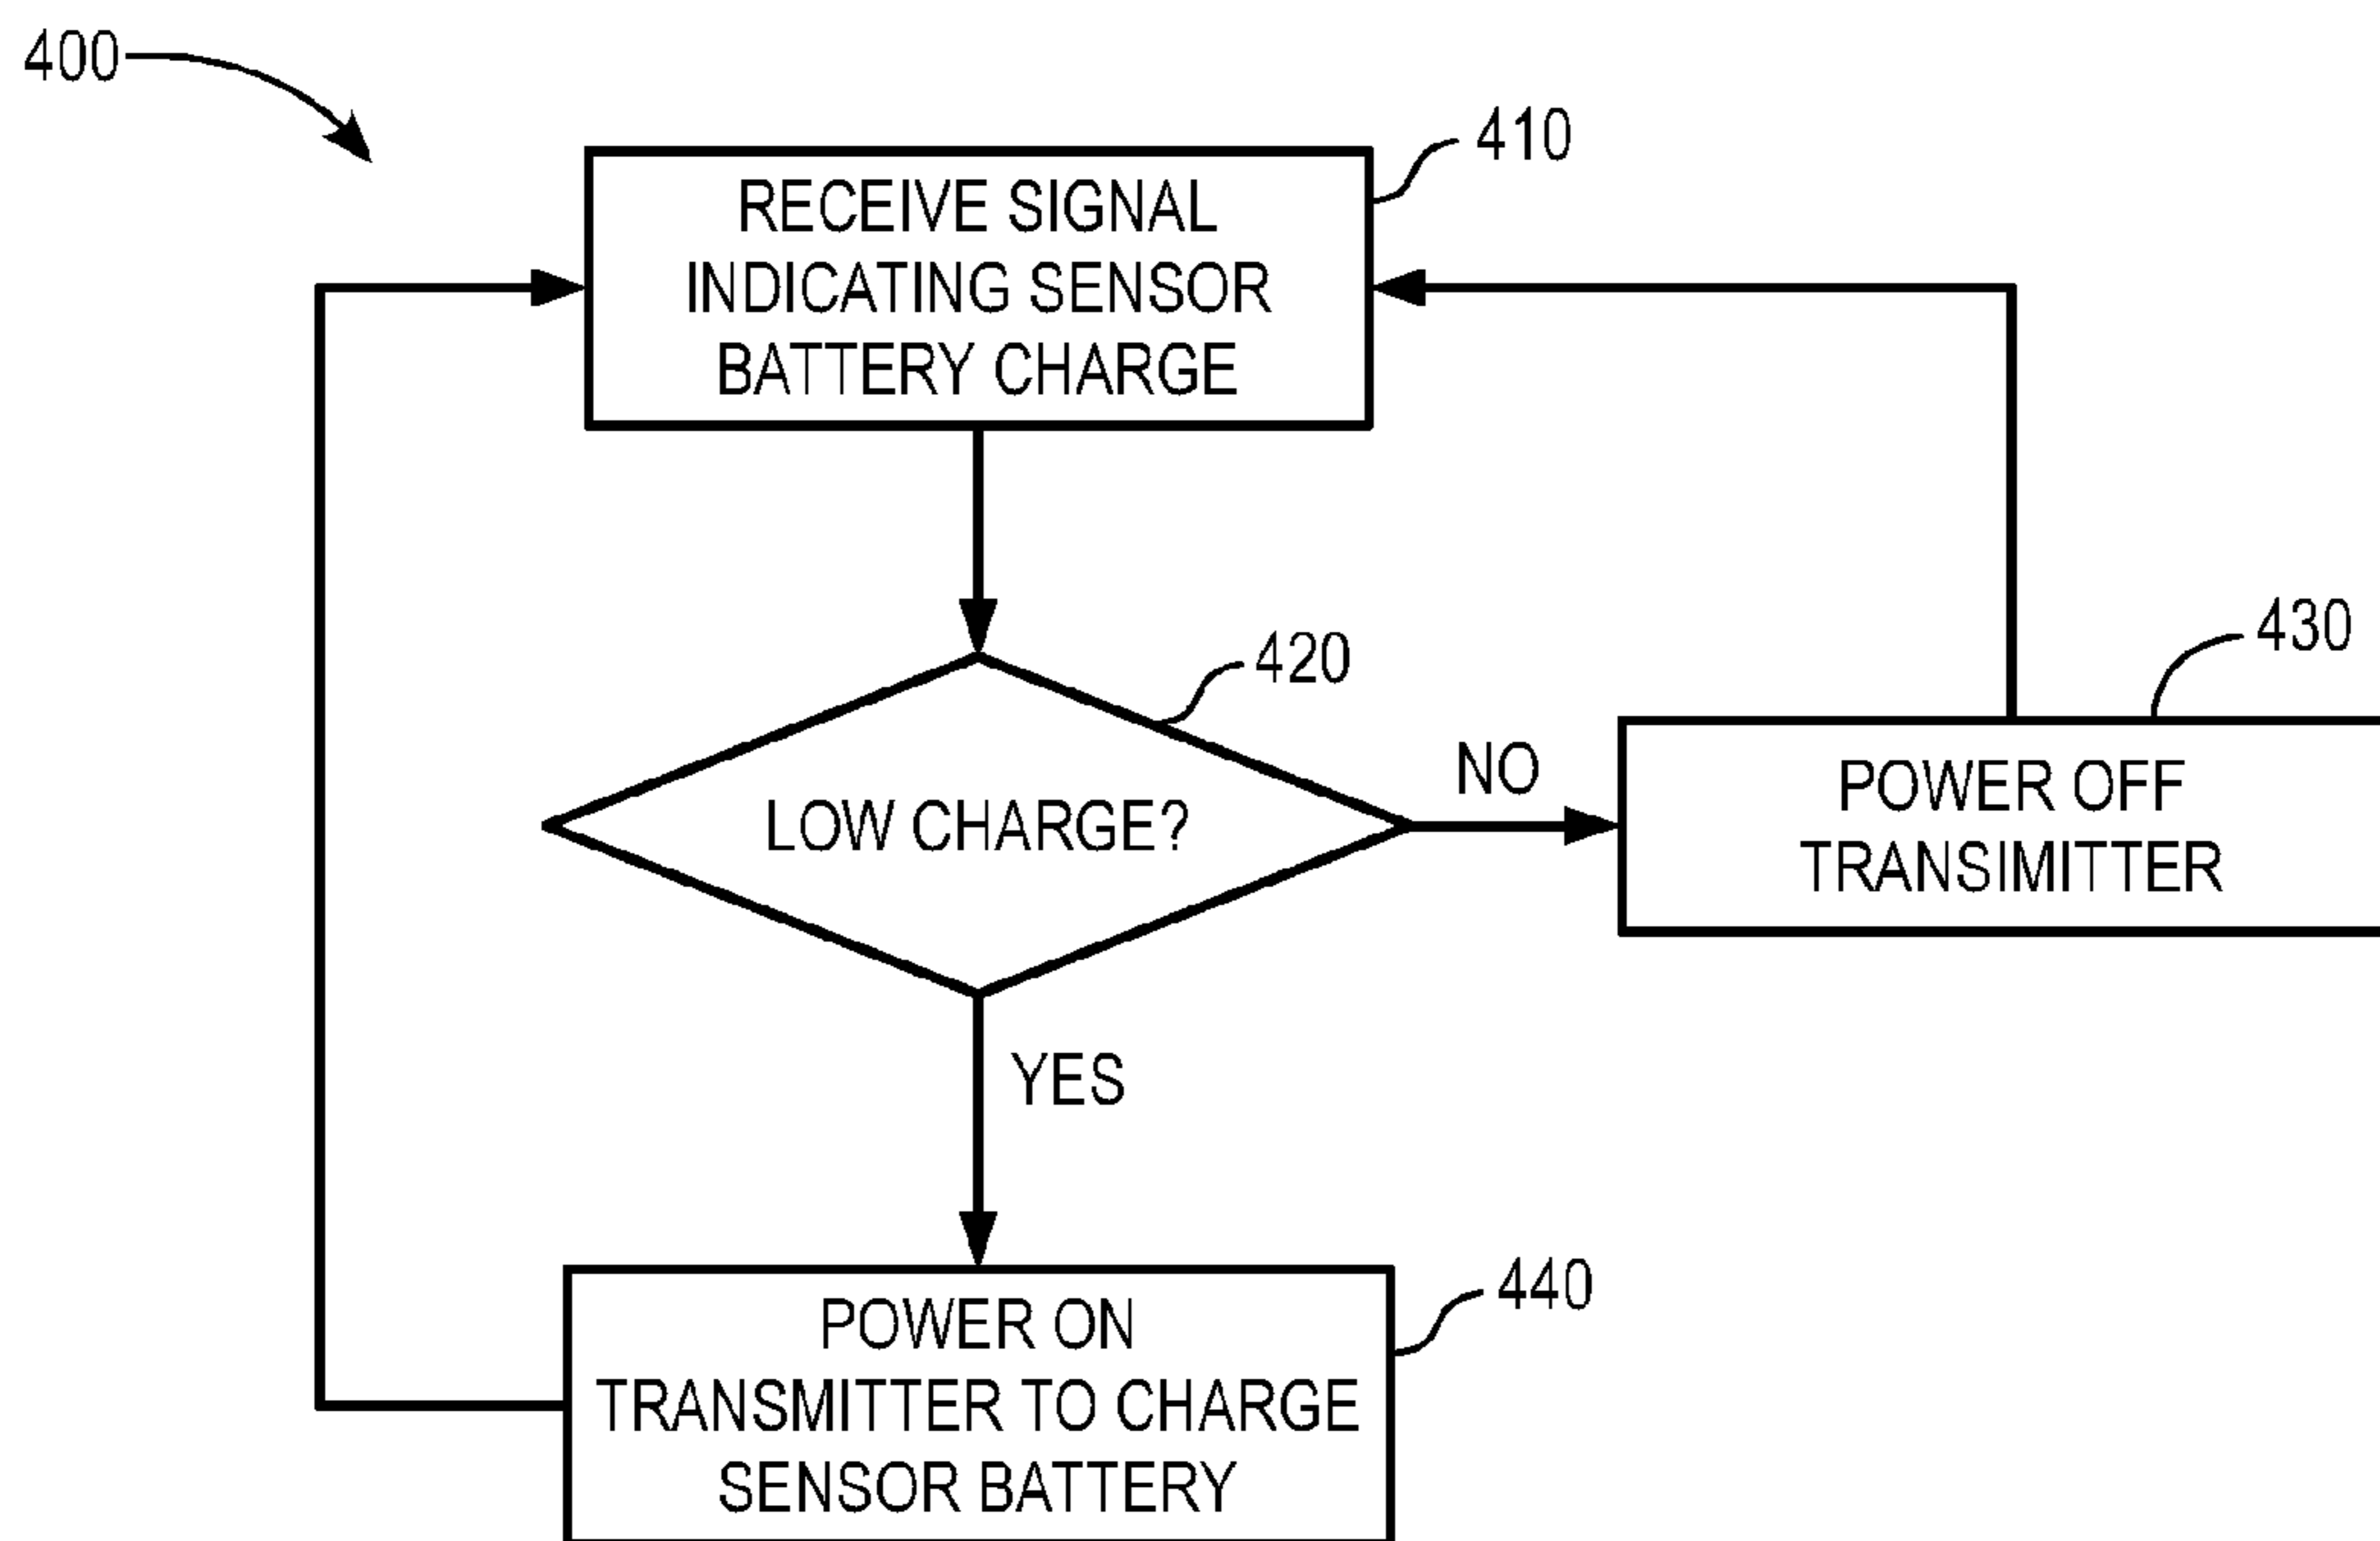 400
410
RECEIVE SIGNAL
INDICATING SENSOR
BATTERY CHARGE
420
LOW CHARGE?
NO
430
POWER OFF
TRANSIMITTER
YES
440
POWER ON
TRANSMITTER TO CHARGE
SENSOR BATTERY